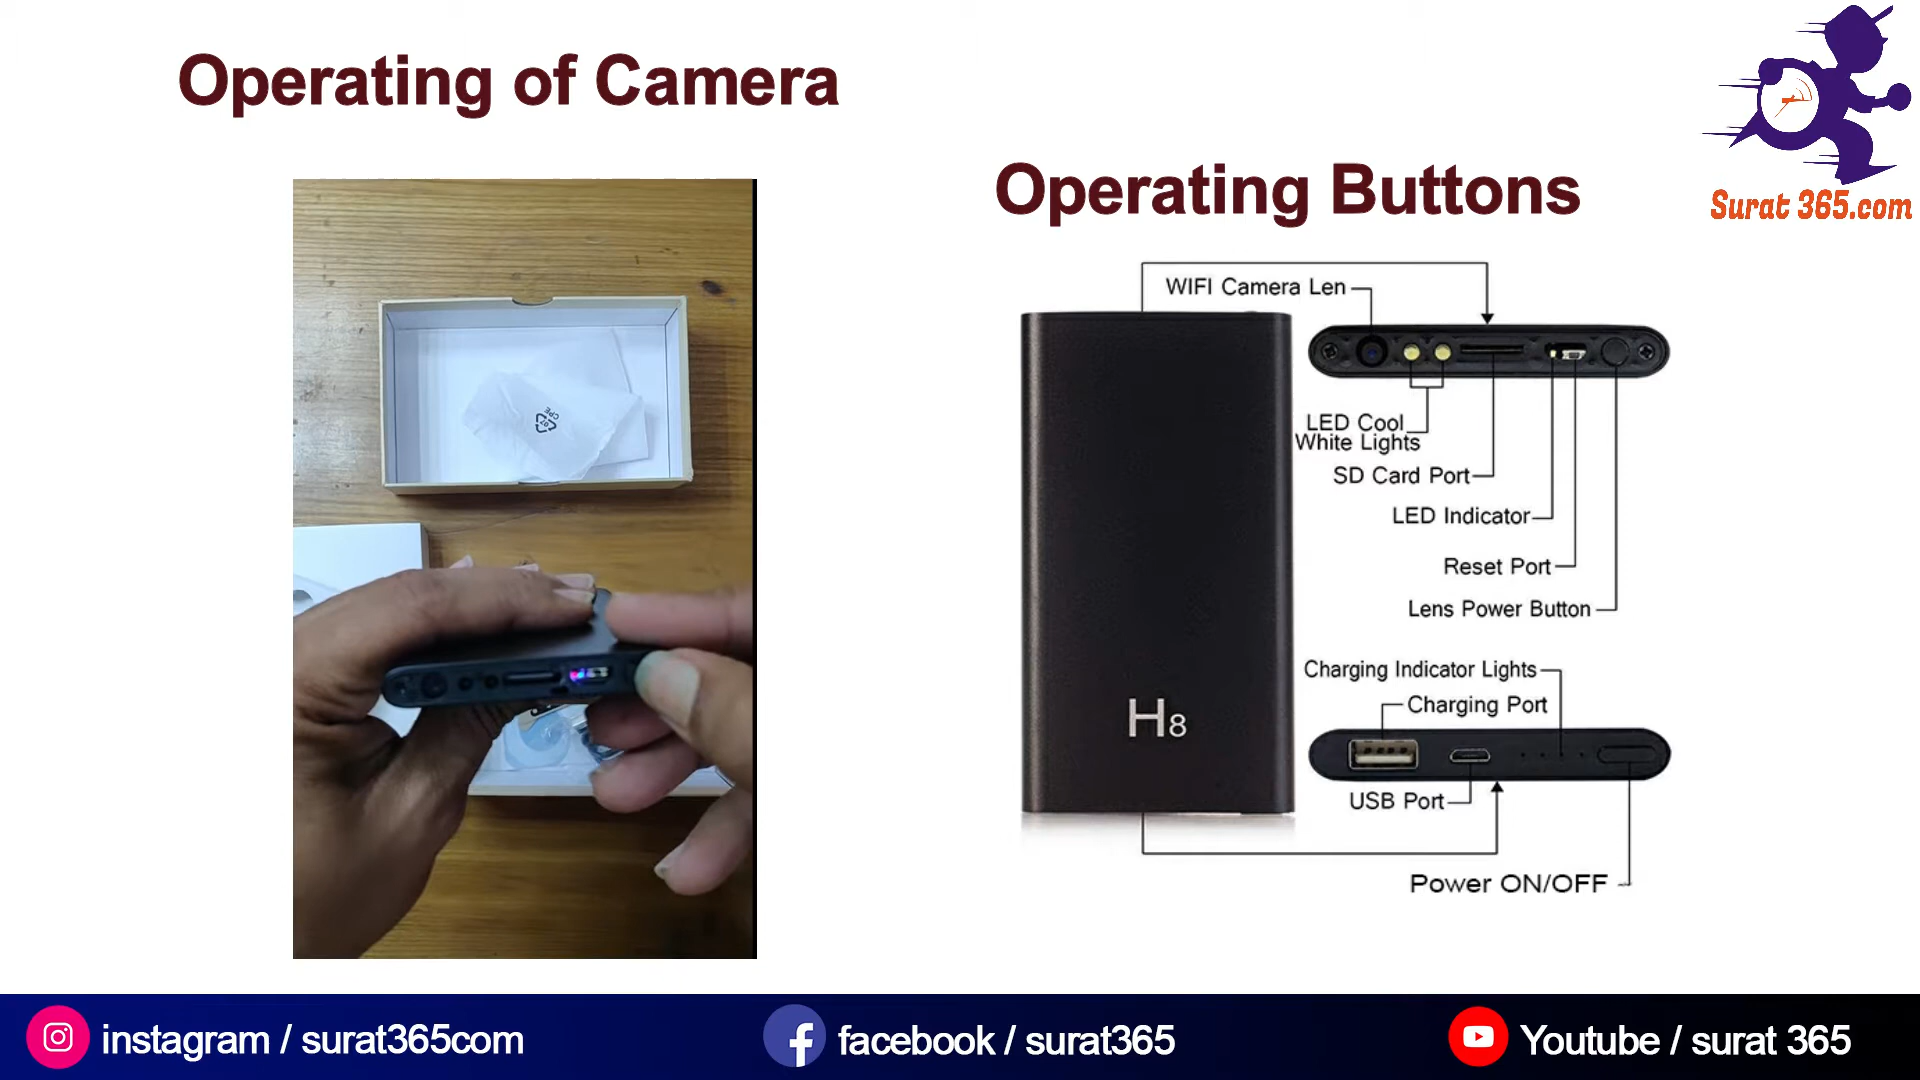 Operating of Camera
Surat 365.com
Operating Buttons
WIFI Camera Len
LED Cool
White Lights
SD Card Port
LED Indicator
Reset Port
Lens Power Button
Charging Indicator Lights
Charging Port
H8
USB Port
Power ON/OFF
07
CPE
instagram / surat365com
facebook / surat365
Youtube / surat 365